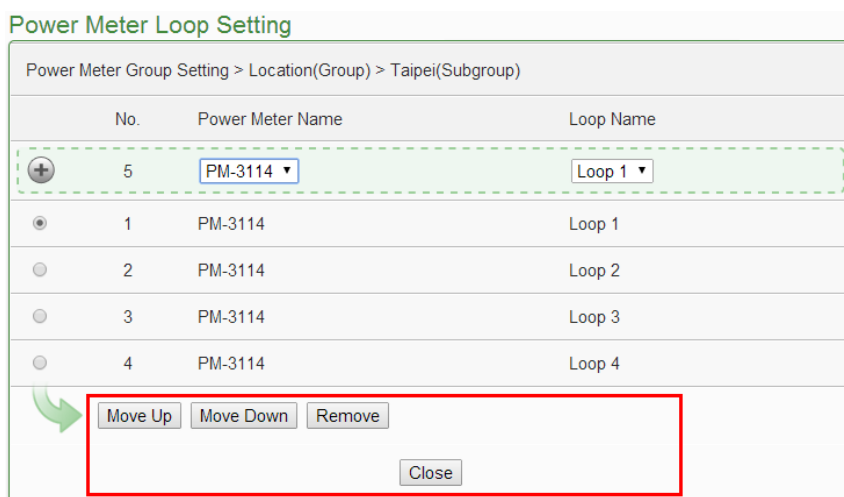 Power Meter Loop Setting
Power Meter Group Setting > Location(Group) > Taipei(Subgroup)
No. Power Meter Name Loop Name
5 PM-3114 Loop 1
1 PM-3114 Loop 1
2 PM-3114 Loop 2
3 PM-3114 Loop 3
4 PM-3114 Loop 4
Move Up Move Down Remove
Close